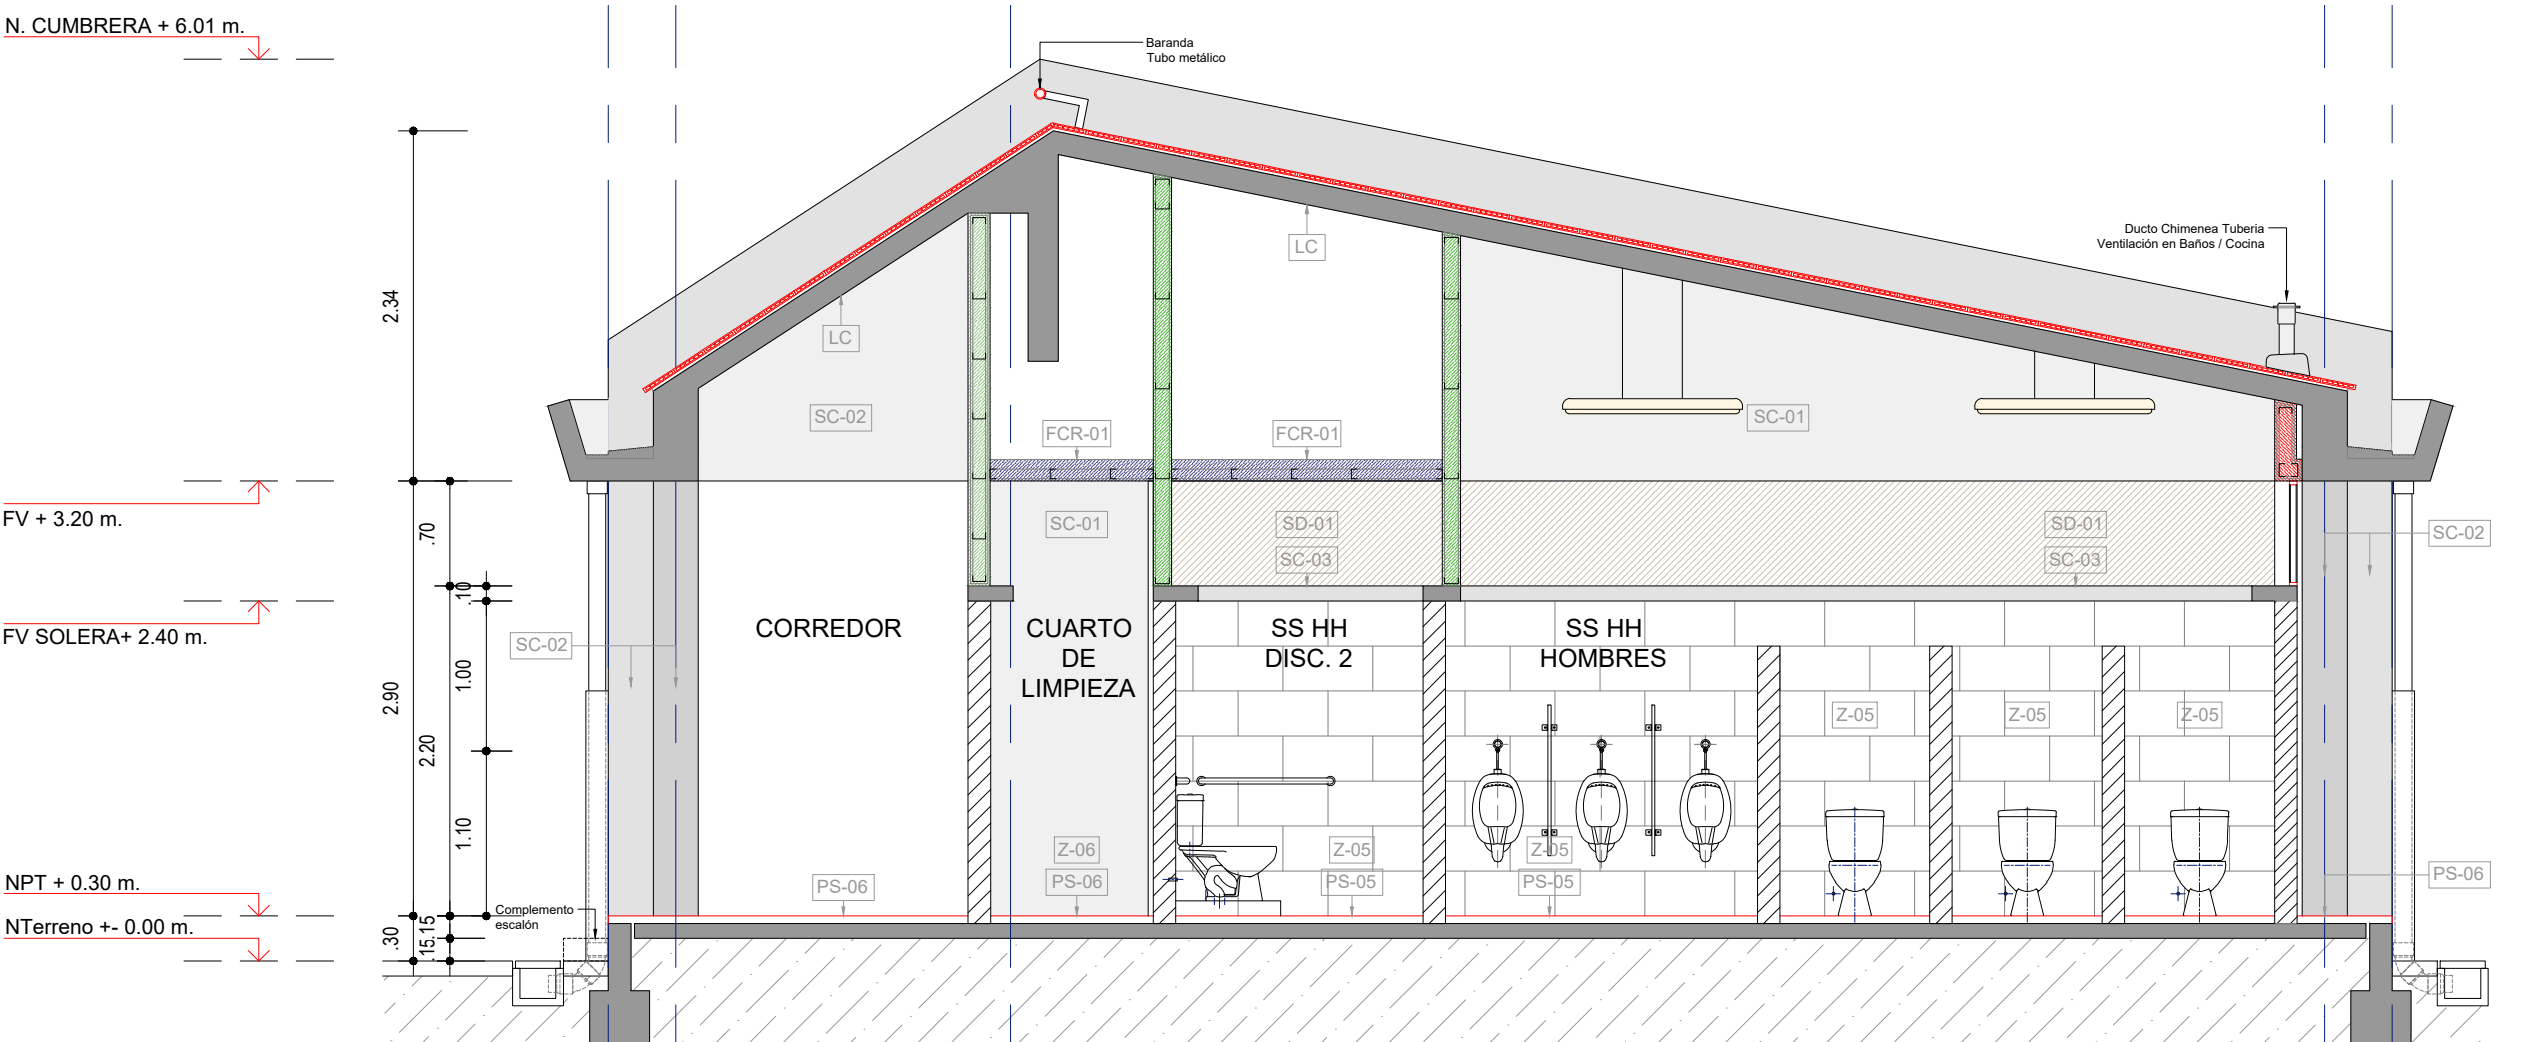 N. CUMBRERA + 6.01 m.
Baranda
Tubo metálico
Ducto Chimenea Tuberia
Ventilación en Baños / Cocina
LC
LC
2.34
SC-02
SC-01
FCR-01
FCR-01
FV + 3.20 m.
.70
SC-01
SD-01
SD-01
SC-02
SC-03
SC-03
.10
FV SOLERA+ 2.40 m.
SC-02
CORREDOR
CUARTO
DE
LIMPIEZA
SS HH
DISC. 2
SS HH
HOMBRES
1.00
2.90
2.20
Z-05
Z-05
Z-05
1.10
Z-06
Z-05
Z-05
PS-06
PS-06
PS-05
PS-05
PS-06
NPT + 0.30 m.
Complemento
escalón
NTerreno +- 0.00 m.
.30
.15
.15